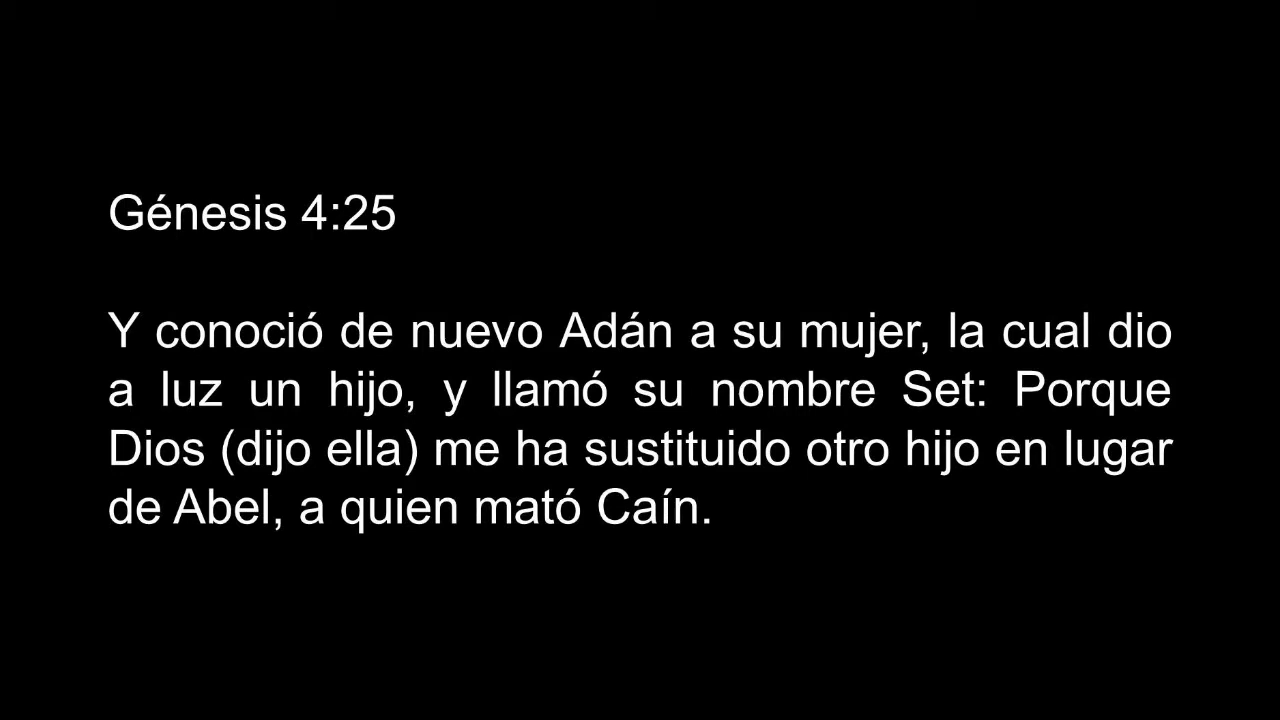 Génesis 4:25
Y conoció de nuevo Adán a su mujer, la cual dio
a luz un hijo, y llamó su nombre Set: Porque
Dios (dijo ella) me ha sustituido otro hijo en lugar
de Abel, a quien mató Caín.